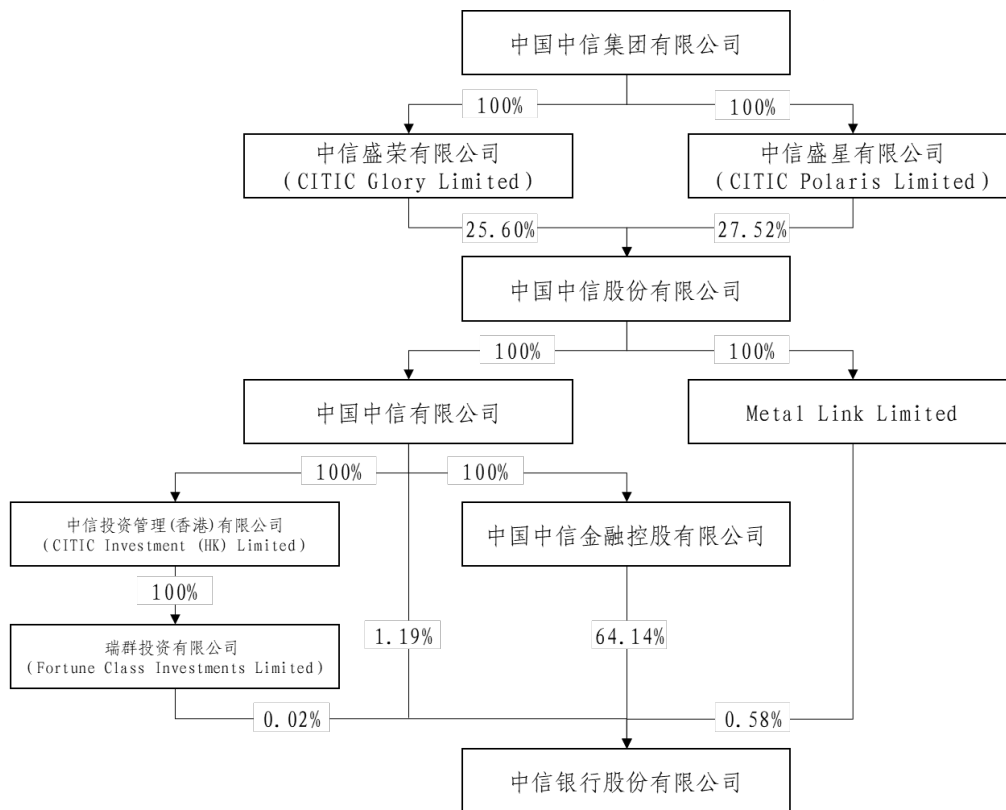 中国中信集团有限公司
100%
100%
中信盛荣有限公司
(CITIC Glory Limited)
中信盛星有限公司
(CITIC Polaris Limited)
25.60%
27.52%
中国中信股份有限公司
100%
100%
中国中信有限公司
Metal Link Limited
100%
100%
中信投资管理(香港)有限公司
(CITIC Investment (HK) Limited)
中国中信金融控股有限公司
100%
瑞群投资有限公司
(Fortune Class Investments Limited)
1.19%
64.14%
0.02%
0.58%
中信银行股份有限公司